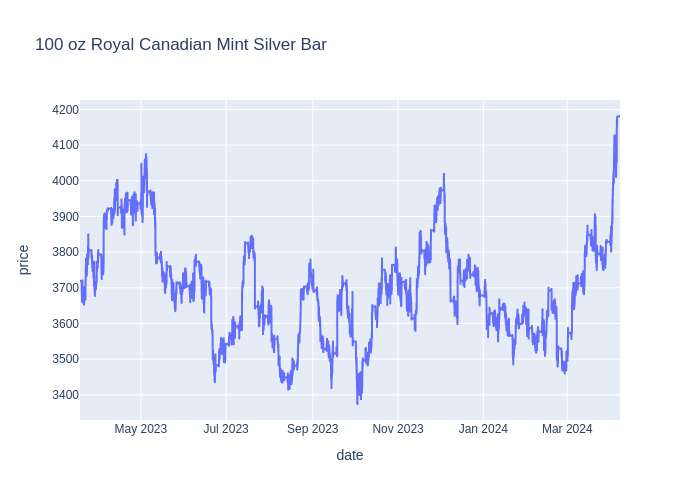 100 oz Royal Canadian Mint Silver Bar
price
4200
4100
4000
3900
3800
3700
3600
3500
3400
May 2023 Jul 2023 Sep 2023 Nov 2023 Jan 2024 Mar 2024
date